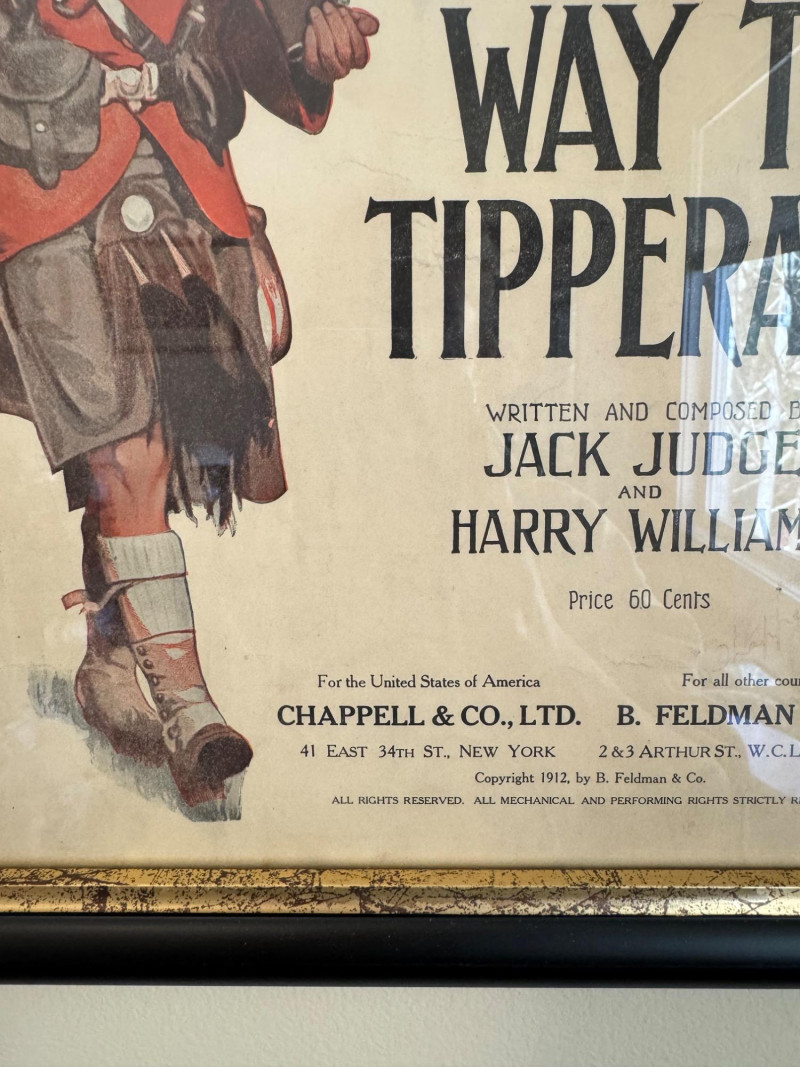 WAY T
TIPPERA
WRITTEN AND COMPOSED B
JACK JUDGE
AND
HARRY WILLIAM
Price 60 Cents
For the United States of America
For all other coun
CHAPPELL & CO., LTD.
B. FELDMAN
41 EAST 34TH ST., NEW YORK
2 & 3 ARTHUR ST., W.C.L
Copyright 1912, by B. Feldman & Co.
ALL RIGHTS RESERVED. ALL MECHANICAL AND PERFORMING RIGHTS STRICTLY R